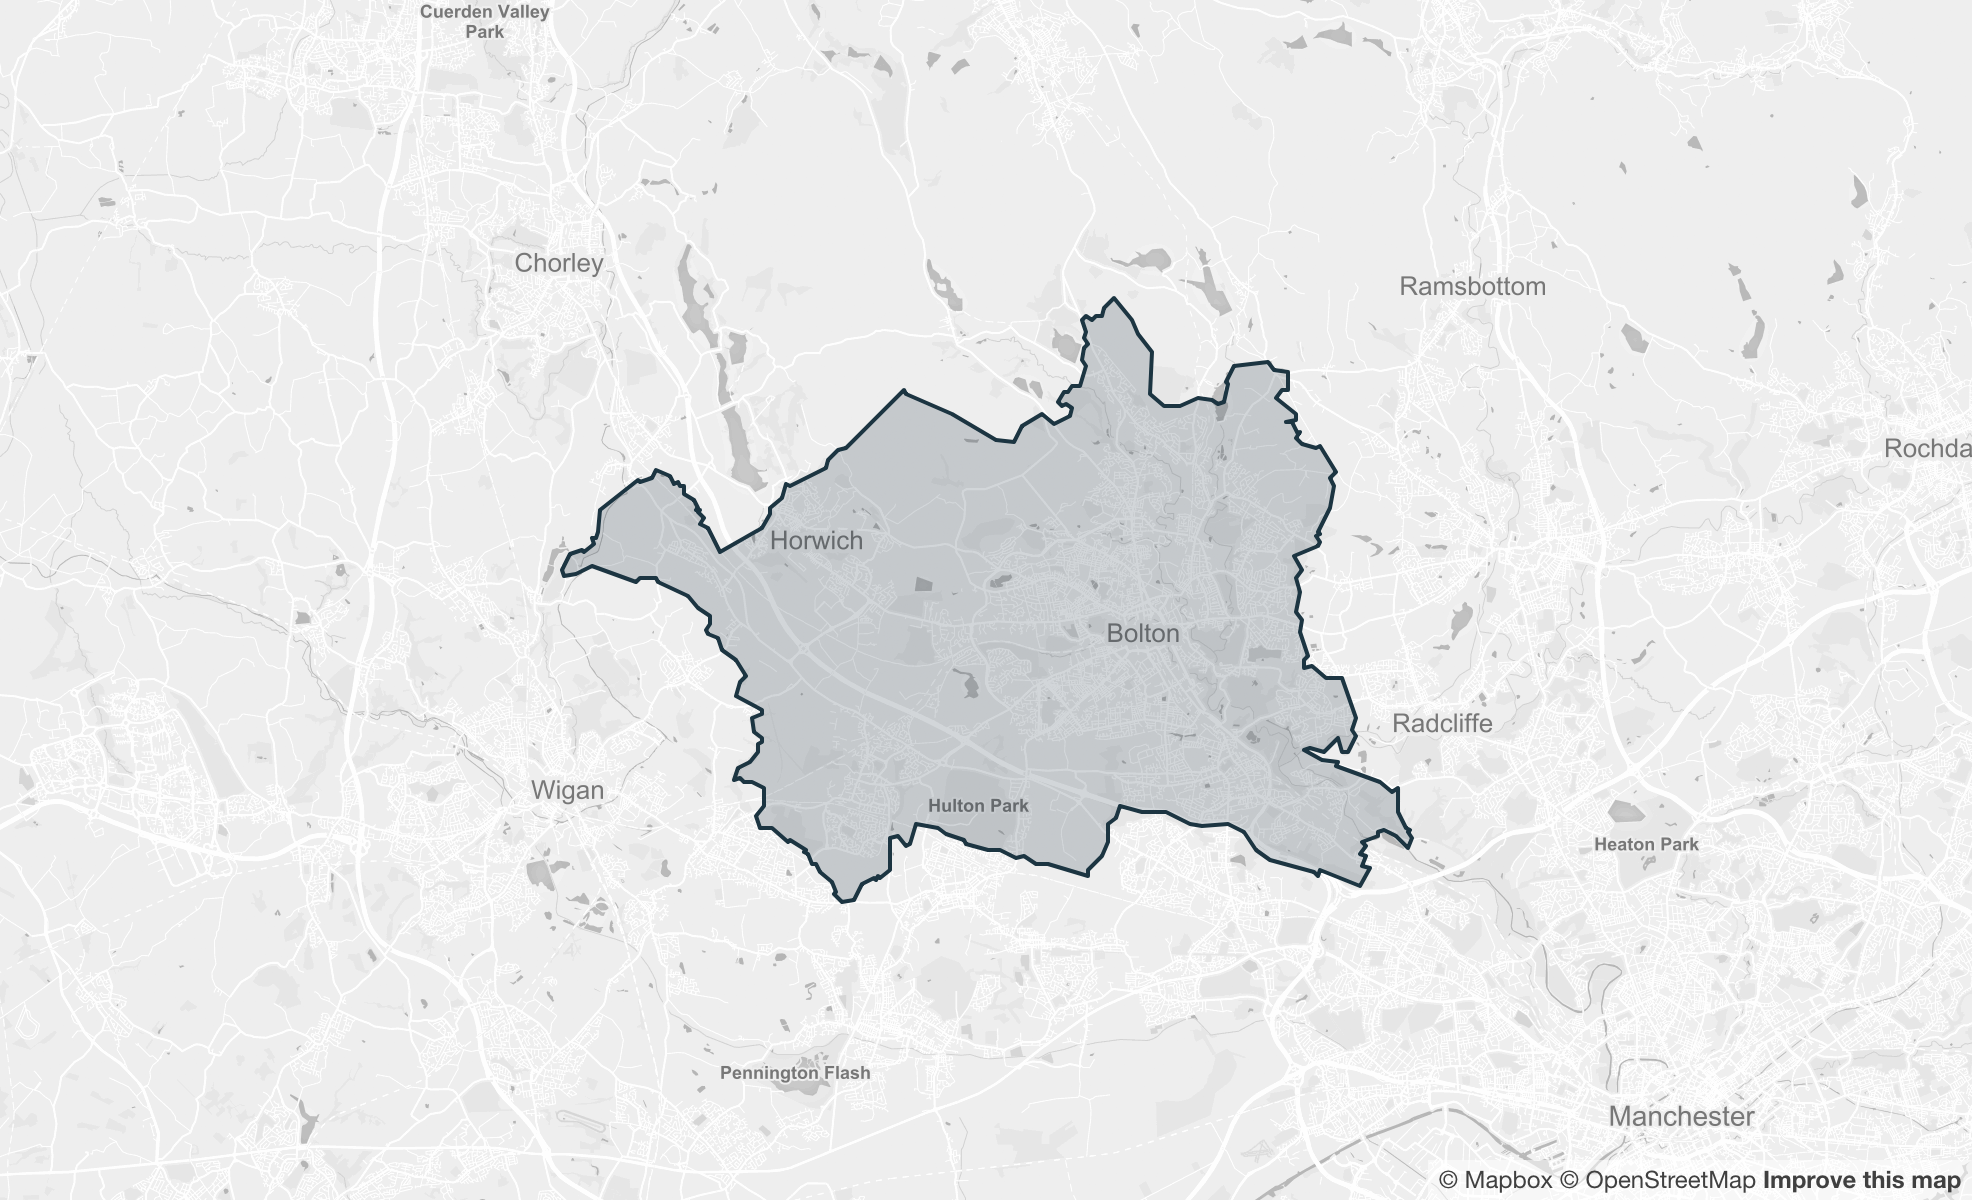 Cuerden Valley
Park
Chorley
Ramsbottom
Rochda
Horwich
Bolton
Radcliffe
Wigan
Hulton Park
Heaton Park
Pennington Flash
Manchester
© Mapbox © OpenStreetMap Improve this map